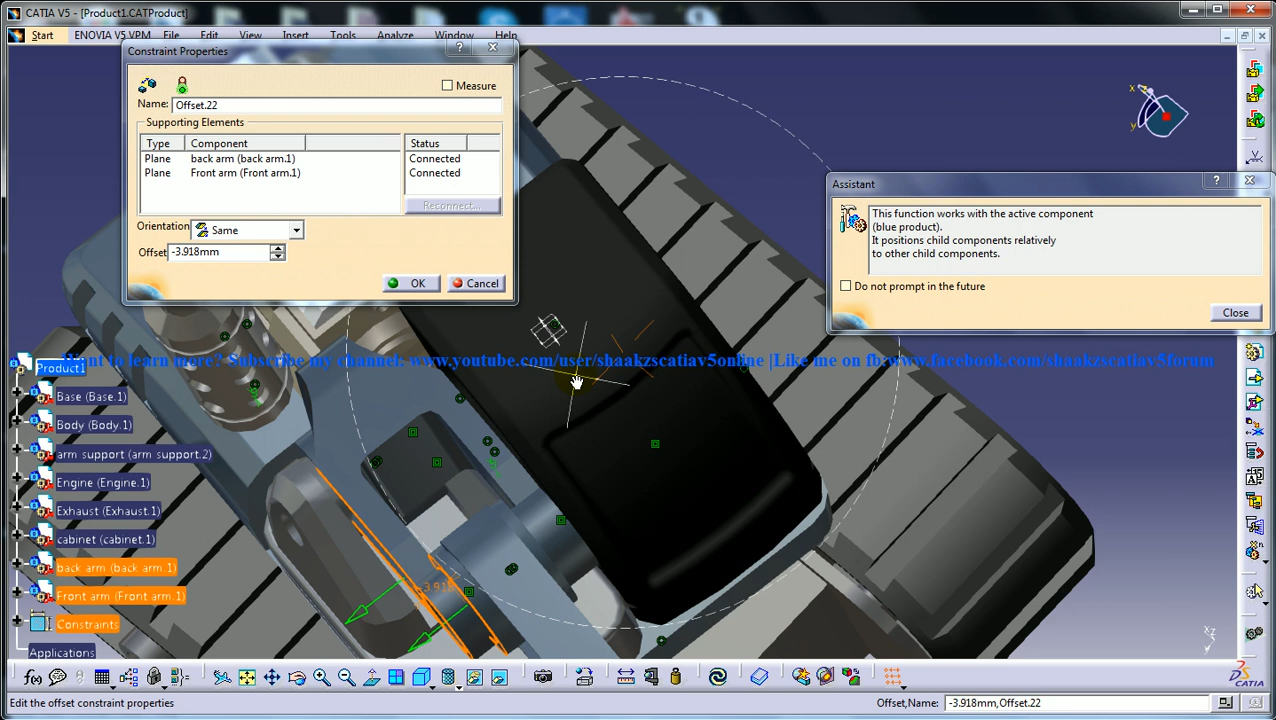 CATIA V5 - [Product1.CATProduct]
Start ENOVIA V5 VPM File Edit View Insert Tools Analyze Window Help
Constraint Properties
Measure
Name: Offset.22
Supporting Elements
Type Component Status
Plane back arm (back arm.1) Connected
Plane Front arm (Front arm.1) Connected
Reconnect...
Orientation Same
Offset -3.918mm
OK Cancel
Assistant
This function works with the active component
(blue product).
It positions child components relatively
to other child components.
Do not prompt in the future
Close
x
y
Want to learn more? Subscribe my channel: www.youtube.com/user/shaakzscatiav5online |Like me on fb:www.facebook.com/shaakzscatiav5forum
Product1
Base (Base.1)
Body (Body.1)
arm support (arm support.2)
Engine (Engine.1)
Exhaust (Exhaust.1)
cabinet (cabinet.1)
back arm (back arm.1)
Front arm (Front arm.1)
Constraints
Applications
-3.918
CATIA
Edit the offset constraint properties
Offset,Name: -3.918mm,Offset.22